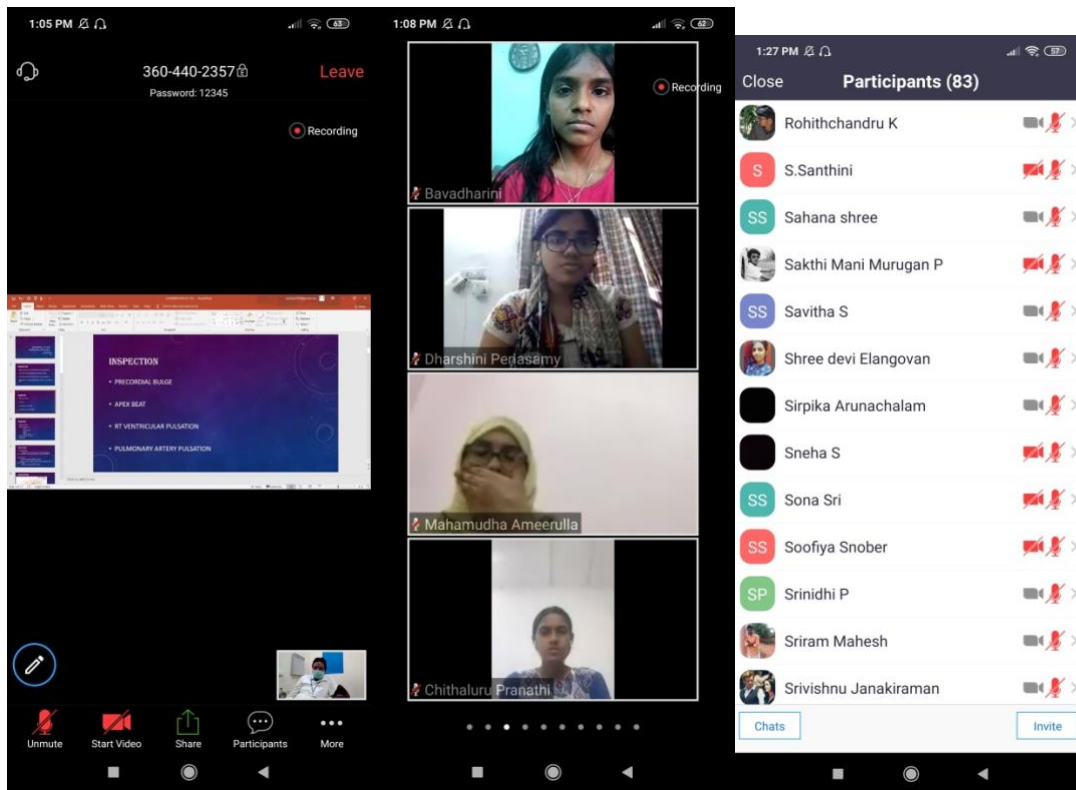 1:05 PM
63
360-440-2357
Leave
Password: 12345
Recording
INSPECTION
• PRECORDIAL BULGE
• APEX BEAT
• RT VENTRICULAR PULSATION
• PULMONARY ARTERY PULSATION
Unmute
Start Video
Share
Participants
More
1:08 PM
62
Recording
Bavadharini
Dharshini Periasamy
Mahamudha Ameerulla
Chithaluru Pranathi
1:27 PM
57
Close
Participants (83)
Rohithchandru K
S S.Santhini
SS Sahana shree
Sakthi Mani Murugan P
SS Savitha S
Shree devi Elangovan
Sirpika Arunachalam
Sneha S
SS Sona Sri
SS Soofiya Snober
SP Srinidhi P
Sriram Mahesh
Srivishnu Janakiraman
Chats
Invite